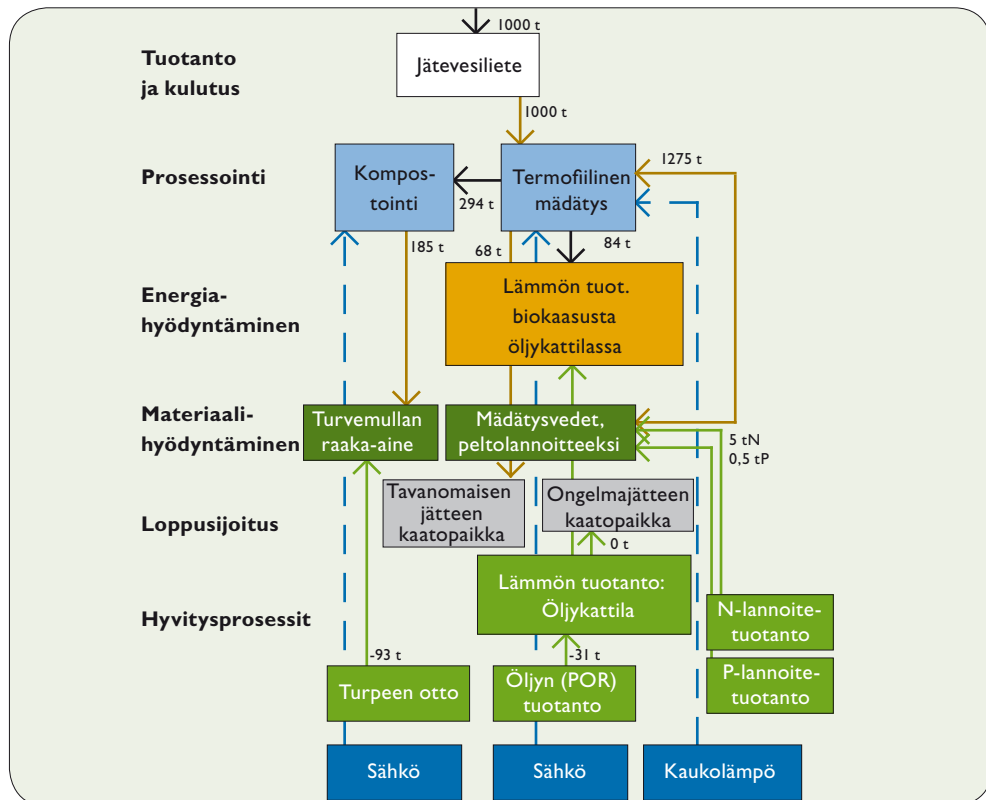 1000 t
Tuotanto
ja kulutus
Jätevesiliete
1000 t
Prosessointi
Kompos-
tointi
294 t
Termofiilinen
mädätys
1275 t
185 t
68 t
84 t
Energia-
hyödyntäminen
Lämmön tuot.
biokaasusta
öljykattilassa
Materiaali-
hyödyntäminen
Turvemullan
raaka-aine
Mädätysvedet,
peltolannoitteeksi
5 tN
0,5 tP
Loppusijoitus
Tavanomaisen
jätteen
kaatopaikka
Ongelmajätteen
kaatopaikka
0 t
Hyvitysprosessit
Lämmön tuotanto:
Öljykattila
N-lannoite-
tuotanto
P-lannoite-
tuotanto
-93 t
-31 t
Turpeen otto
Öljyn (POR)
tuotanto
Sähkö
Sähkö
Kaukolämpö